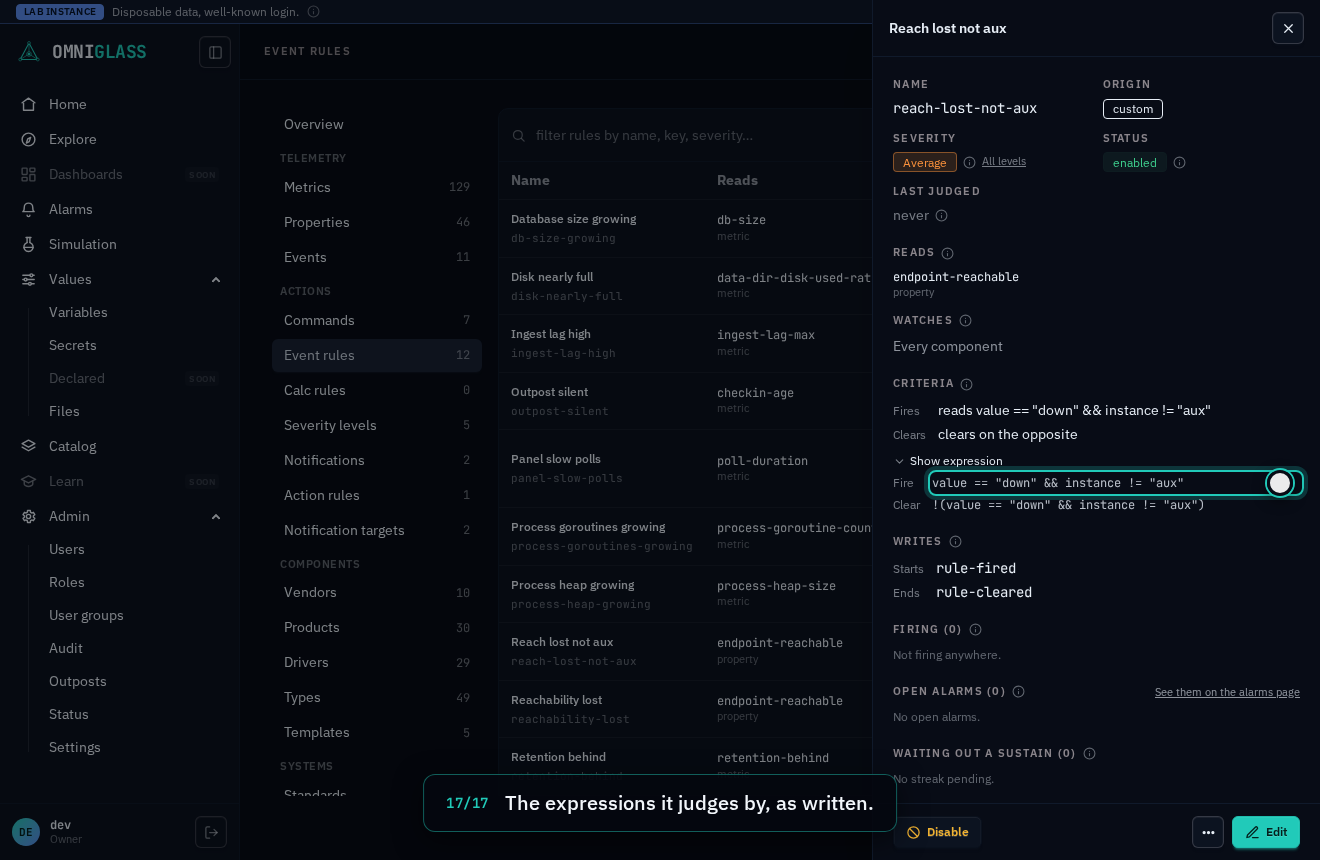 LAB INSTANCE Disposable data, well-known login.
OMNIGLASS
Home
Explore
Dashboards SOON
Alarms
Simulation
Values
Variables
Secrets
Declared SOON
Files
Catalog
Learn SOON
Admin
Users
Roles
User groups
Audit
Outposts
Status
Settings
DE dev
Owner
EVENT RULES
Overview
TELEMETRY
Metrics 129
Properties 46
Events 11
ACTIONS
Commands 7
Event rules 12
Calc rules 0
Severity levels 5
Notifications 2
Action rules 1
Notification targets 2
COMPONENTS
Vendors 10
Products 30
Drivers 29
Types 49
Templates 5
SYSTEMS
Standards
filter rules by name, key, severity...
Name Reads
Database size growing db-size
db-size-growing metric
Disk nearly full data-dir-disk-used-rat
disk-nearly-full metric
Ingest lag high ingest-lag-max
ingest-lag-high metric
Outpost silent checkin-age
outpost-silent metric
Panel slow polls poll-duration
panel-slow-polls metric
Process goroutines growing process-goroutine-coun
process-goroutines-growing metric
Process heap growing process-heap-size
process-heap-growing metric
Reach lost not aux endpoint-reachable
reach-lost-not-aux property
Reachability lost endpoint-reachable
reachability-lost property
Retention behind retention-behind
17/17 The expressions it judges by, as written.
Reach lost not aux
NAME ORIGIN
reach-lost-not-aux custom
SEVERITY STATUS
Average All levels enabled
LAST JUDGED
never
READS
endpoint-reachable
property
WATCHES
Every component
CRITERIA
Fires reads value == "down" && instance != "aux"
Clears clears on the opposite
Show expression
Fire value == "down" && instance != "aux"
Clear !(value == "down" && instance != "aux")
WRITES
Starts rule-fired
Ends rule-cleared
FIRING (0)
Not firing anywhere.
OPEN ALARMS (0) See them on the alarms page
No open alarms.
WAITING OUT A SUSTAIN (0)
No streak pending.
Disable ... Edit